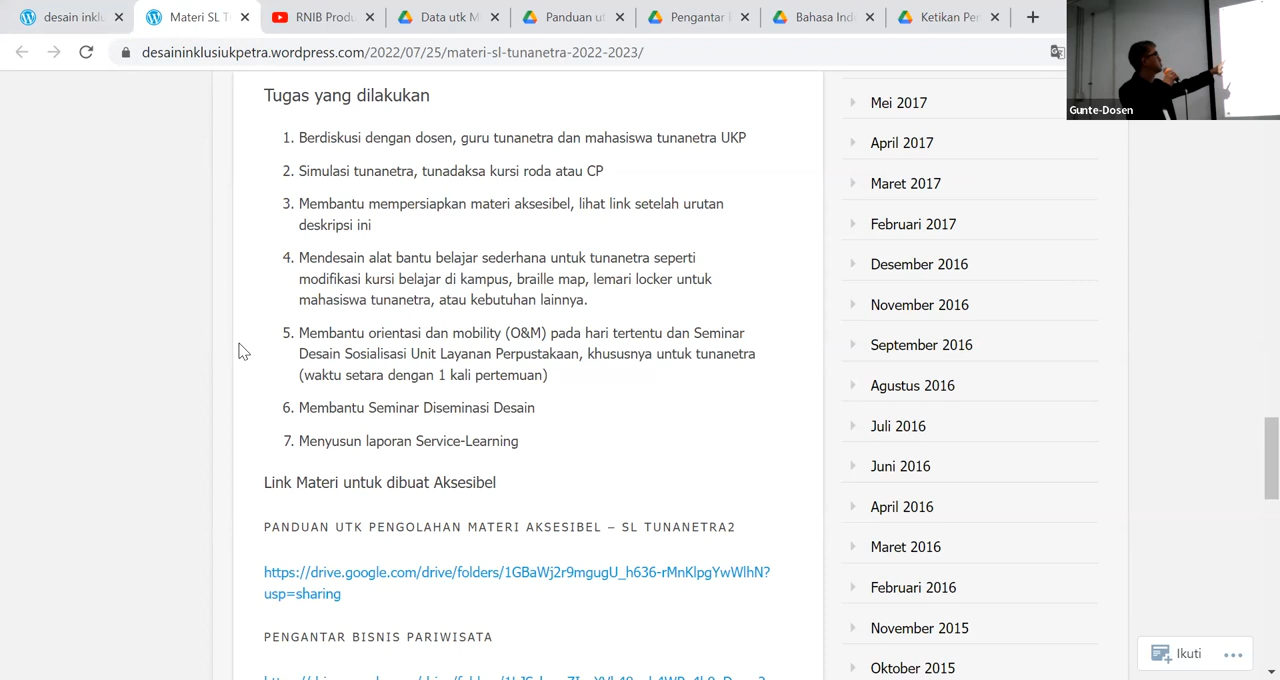 desain inklu
Materi SL T
RNIB Produ
Data utk M
Panduan ut
Pengantar
Bahasa Ind
Ketikan Per
desaininklusiukpetra.wordpress.com/2022/07/25/materi-sl-tunanetra-2022-2023/
Gunte-Dosen
Tugas yang dilakukan
1. Berdiskusi dengan dosen, guru tunanetra dan mahasiswa tunanetra UKP
2. Simulasi tunanetra, tunadaksa kursi roda atau CP
3. Membantu mempersiapkan materi aksesibel, lihat link setelah urutan
deskripsi ini
4. Mendesain alat bantu belajar sederhana untuk tunanetra seperti
modifikasi kursi belajar di kampus, braille map, lemari locker untuk
mahasiswa tunanetra, atau kebutuhan lainnya.
5. Membantu orientasi dan mobility (O&M) pada hari tertentu dan Seminar
Desain Sosialisasi Unit Layanan Perpustakaan, khususnya untuk tunanetra
(waktu setara dengan 1 kali pertemuan)
6. Membantu Seminar Diseminasi Desain
7. Menyusun laporan Service-Learning
Link Materi untuk dibuat Aksesibel
PANDUAN UTK PENGOLAHAN MATERI AKSESIBEL – SL TUNANETRA2
https://drive.google.com/drive/folders/1GBaWj2r9mgugU_h636-rMnKlpgYwWlhN?
usp=sharing
PENGANTAR BISNIS PARIWISATA
Mei 2017
April 2017
Maret 2017
Februari 2017
Desember 2016
November 2016
September 2016
Agustus 2016
Juli 2016
Juni 2016
April 2016
Maret 2016
Februari 2016
November 2015
Oktober 2015
Ikuti